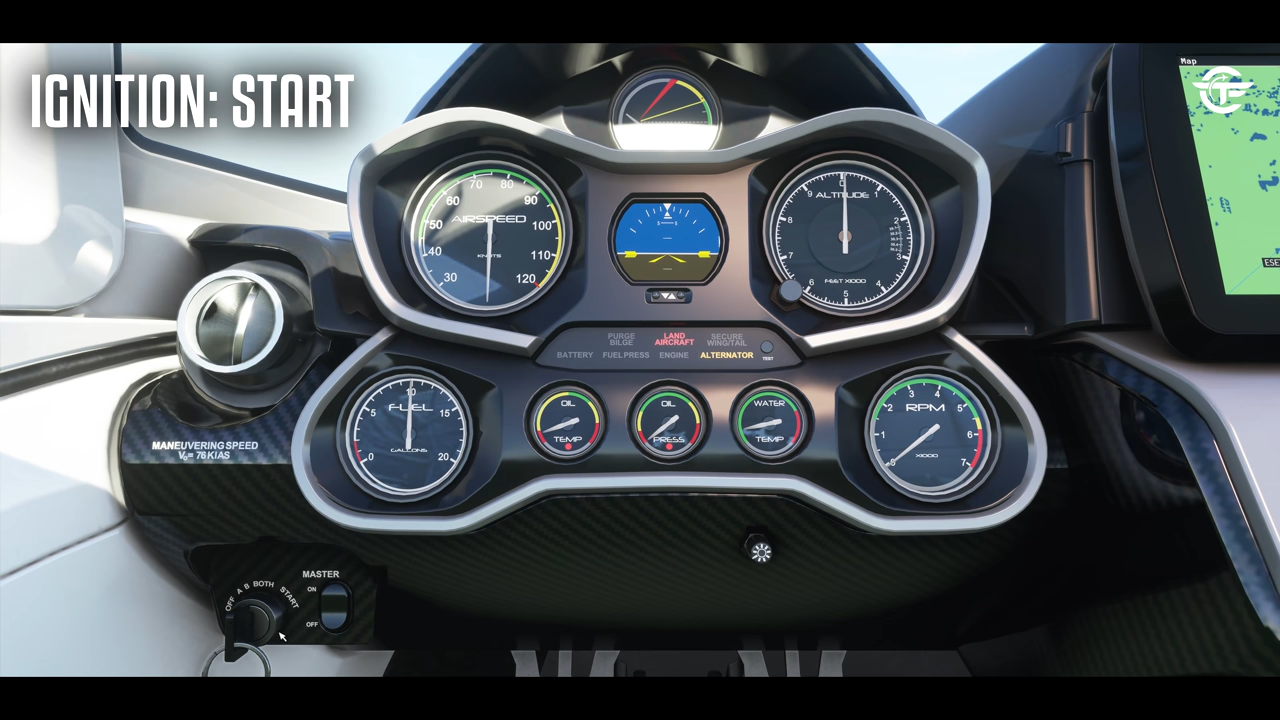 IGNITION: START
Map
70 80
60 90
AIRSPEED
50 100
KNOTS
40 110
30 120
0
9 ALTITUDE 1
8 2
7 3
FEET X1000
6 5 4
ESE
PURGE BILGE
LAND AIRCRAFT
SECURE WING/TAIL
BATTERY FUEL PRESS ENGINE ALTERNATOR
TEST
10
FUEL
5 15
GALLONS
0 20
OIL
TEMP
OIL
PRESS
WATER
TEMP
3 4
2 RPM 5
1 6
X1000
.5 7
MANEUVERING SPEED
Vo= 76 KIAS
MASTER
ON
OFF
OFF A B BOTH START